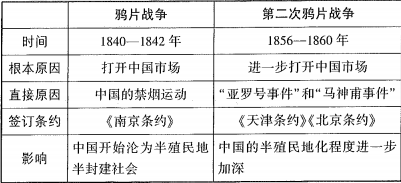 鸦片战争 第二次鸦片战争
时间 1840—1842 年 1856—1860 年
根本原因 打开中国市场 进一步打开中国市场
直接原因 中国的禁烟运动 “亚罗号事件”和“马神甫事件”
签订条约 《南京条约》 《天津条约》《北京条约》
影响 中国开始沦为半殖民地半封建社会 中国的半殖民地化程度进一步加深